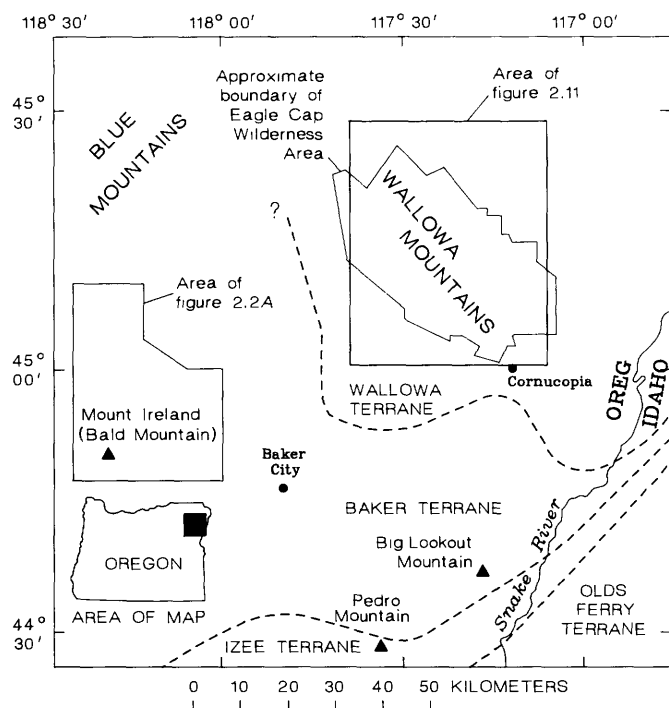 118° 30'
118° 00'
117° 30'
117° 00'
45°
30'
BLUE
MOUNTAINS
Approximate
boundary of
Eagle Cap
Wilderness
Area
Area of
figure 2.11
WALLOWA
MOUNTAINS
?
Area of
figure 2.2A
45°
00'
Cornucopia
WALLOWA
TERRANE
OREG
IDAHO
Mount Ireland
(Bald Mountain)
Baker
City
BAKER TERRANE
Big Lookout
Mountain
Snake River
OREGON
AREA OF MAP
OLDS
FERRY
TERRANE
Pedro
Mountain
44°
30'
IZEE TERRANE
0 10 20 30 40 50 KILOMETERS